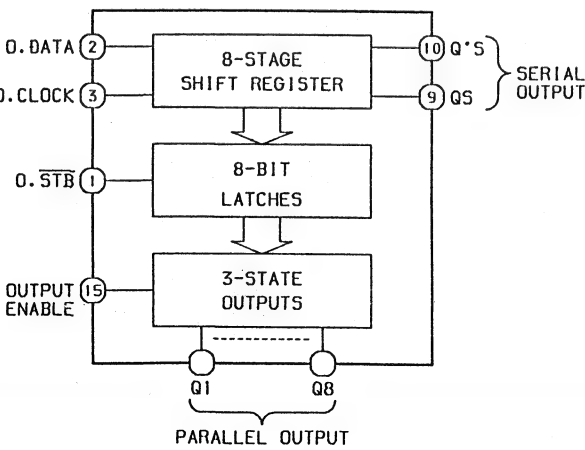 O.DATA 2
8-STAGE
SHIFT REGISTER
10 Q'S
O.CLOCK 3
9 QS
SERIAL
OUTPUT
O.STB 1
8-BIT
LATCHES
OUTPUT
ENABLE
15
3-STATE
OUTPUTS
Q1
Q8
PARALLEL OUTPUT